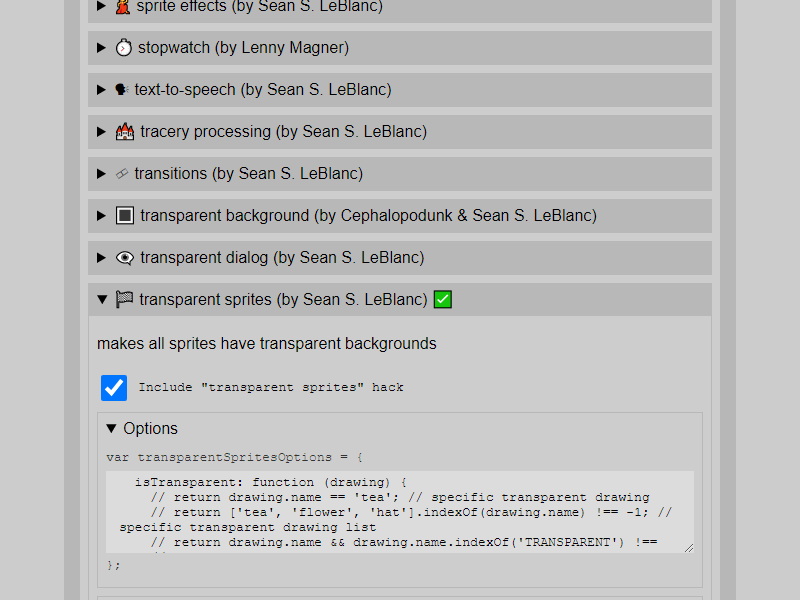 sprite effects (by Sean S. LeBlanc)
stopwatch (by Lenny Magner)
text-to-speech (by Sean S. LeBlanc)
tracery processing (by Sean S. LeBlanc)
transitions (by Sean S. LeBlanc)
transparent background (by Cephalopodunk & Sean S. LeBlanc)
transparent dialog (by Sean S. LeBlanc)
transparent sprites (by Sean S. LeBlanc)
makes all sprites have transparent backgrounds
Include "transparent sprites" hack
Options
var transparentSpritesOptions = {
isTransparent: function (drawing) {
// return drawing.name == 'tea'; // specific transparent drawing
// return ['tea', 'flower', 'hat'].indexOf(drawing.name) !== -1; //
specific transparent drawing list
// return drawing.name && drawing.name.indexOf('TRANSPARENT') !==
};